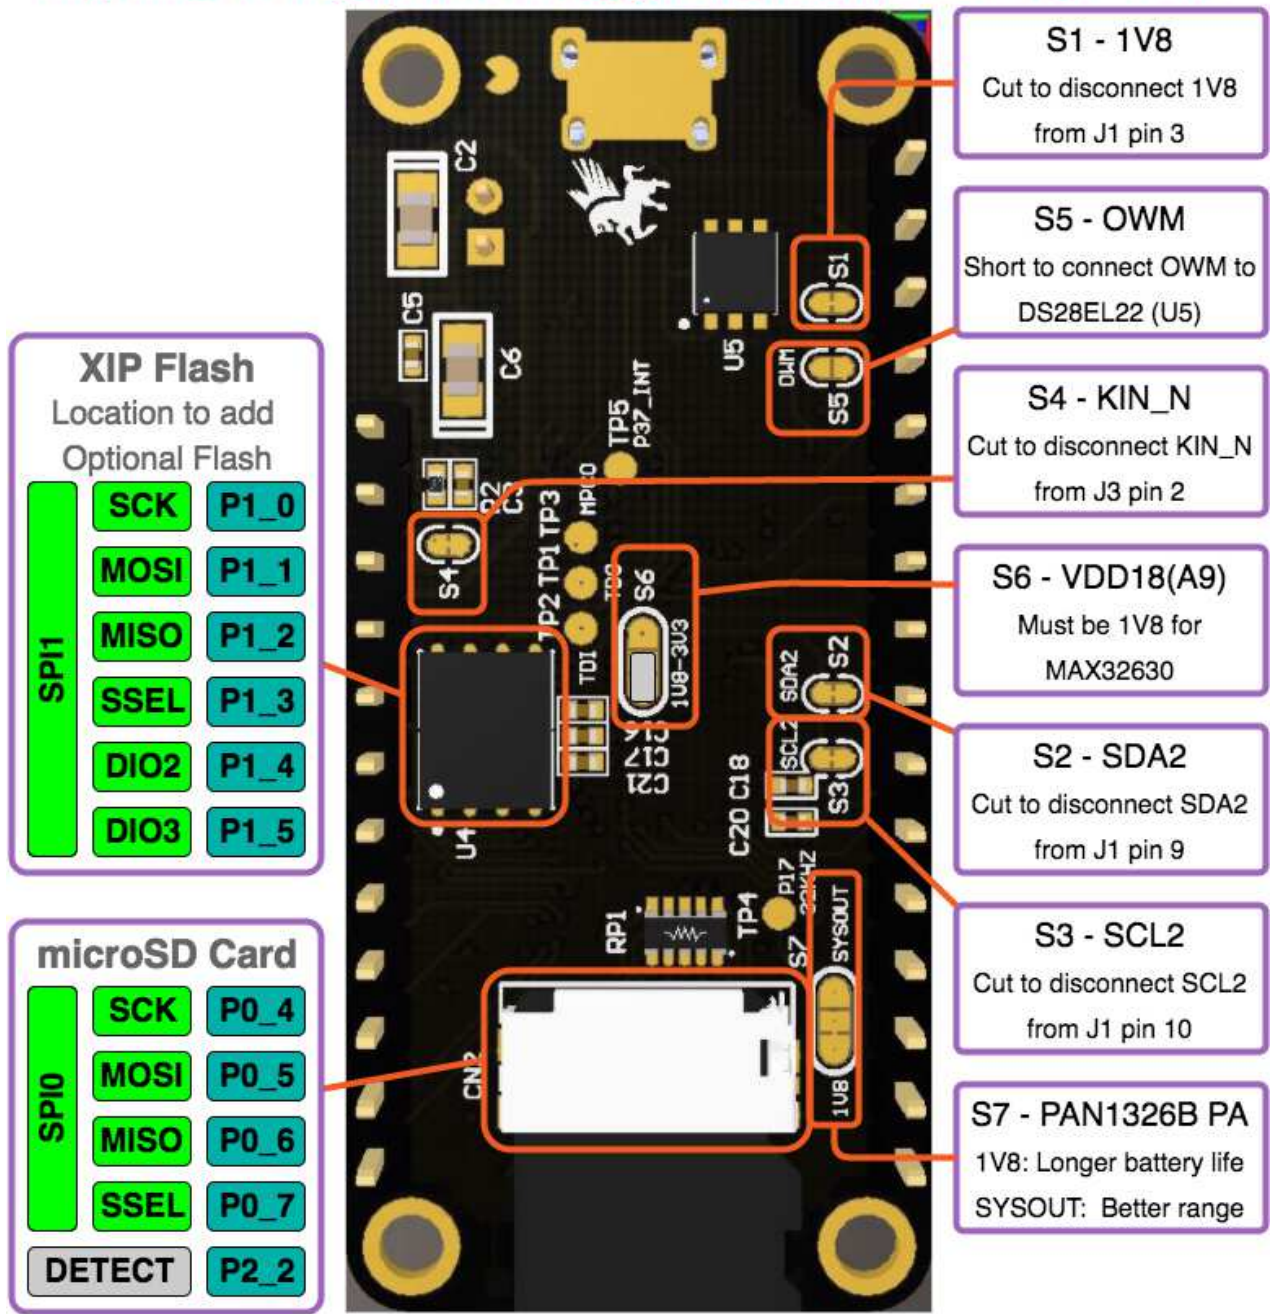 XIP Flash
Location to add
Optional Flash
SPI1
SCK P1_0
MOSI P1_1
MISO P1_2
SSEL P1_3
DIO2 P1_4
DIO3 P1_5
microSD Card
SPI0
SCK P0_4
MOSI P0_5
MISO P0_6
SSEL P0_7
DETECT P2_2
C2
C5
C6
U5
S1
OWM
S5
TP5
P37_INT
S4
TP2 TP1 TP3
TDI
S6
1V8-3V3
C17
C21
U4
SDA2
S2
SCL2
S3
C20 C18
RP1
TP4
P17
32KHZ
S7
SYSOUT
1V8
CN2
S1 - 1V8
Cut to disconnect 1V8
from J1 pin 3
S5 - OWM
Short to connect OWM to
DS28EL22 (U5)
S4 - KIN_N
Cut to disconnect KIN_N
from J3 pin 2
S6 - VDD18(A9)
Must be 1V8 for
MAX32630
S2 - SDA2
Cut to disconnect SDA2
from J1 pin 9
S3 - SCL2
Cut to disconnect SCL2
from J1 pin 10
S7 - PAN1326B PA
1V8: Longer battery life
SYSOUT: Better range